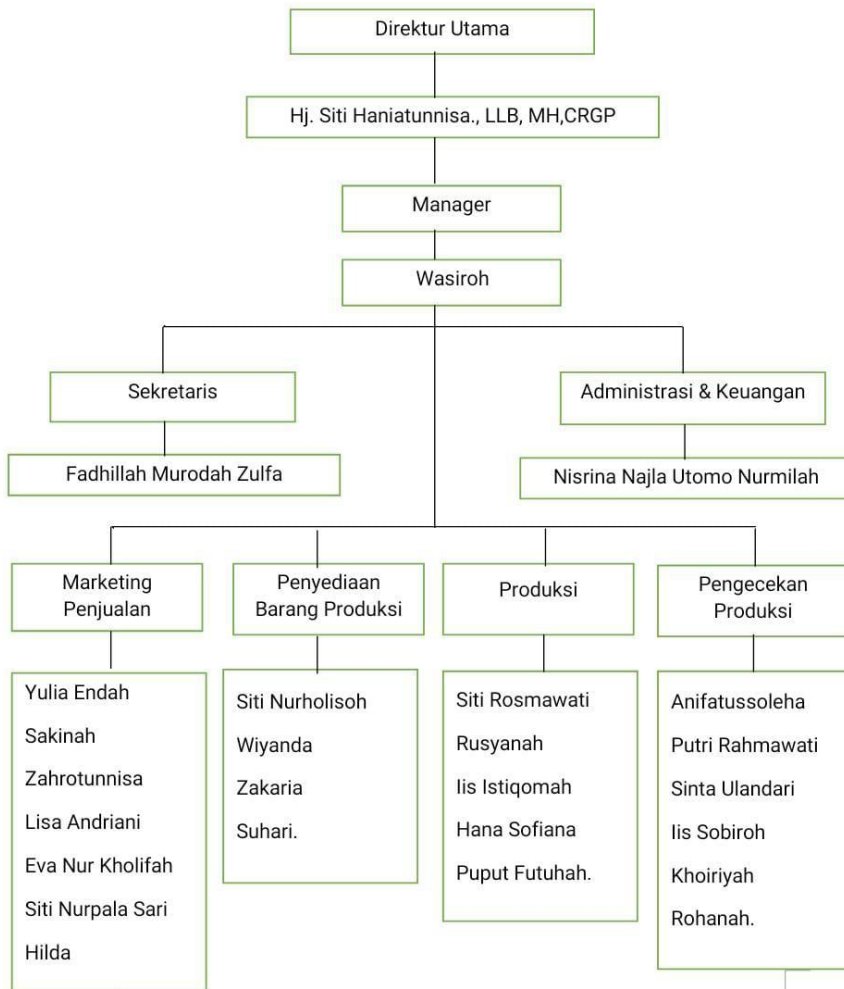 Direktur Utama
Hj. Siti Haniatunnisa., LLB, MH,CRGP
Manager
Wasiroh
Sekretaris
Administrasi & Keuangan
Fadhillah Murodah Zulfa
Nisrina Najla Utomo Nurmilah
Marketing
Penjualan
Penyediaan
Barang Produksi
Produksi
Pengecekan
Produksi
Yulia Endah
Sakinah
Zahrotunnisa
Lisa Andriani
Eva Nur Kholifah
Siti Nurpala Sari
Hilda
Siti Nurholisoh
Wiyanda
Zakaria
Suhari.
Siti Rosmawati
Rusyanah
Iis Istiqomah
Hana Sofiana
Puput Futuhah.
Anifatussoleha
Putri Rahmawati
Sinta Ulandari
Iis Sobiroh
Khoiriyah
Rohanah.